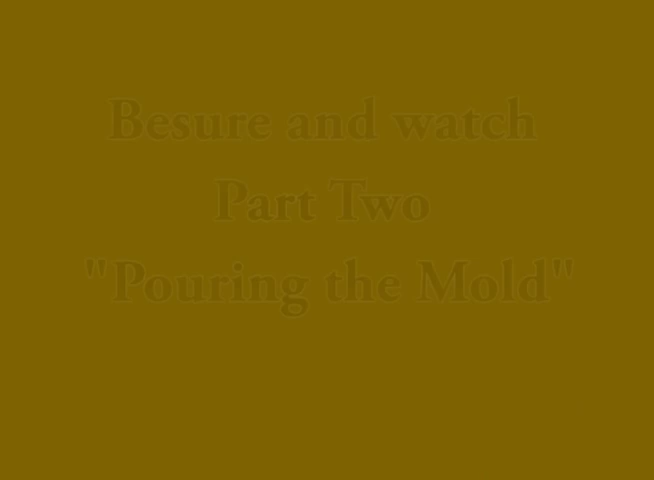 Besure and watch
Part Two
"Pouring the Mold"